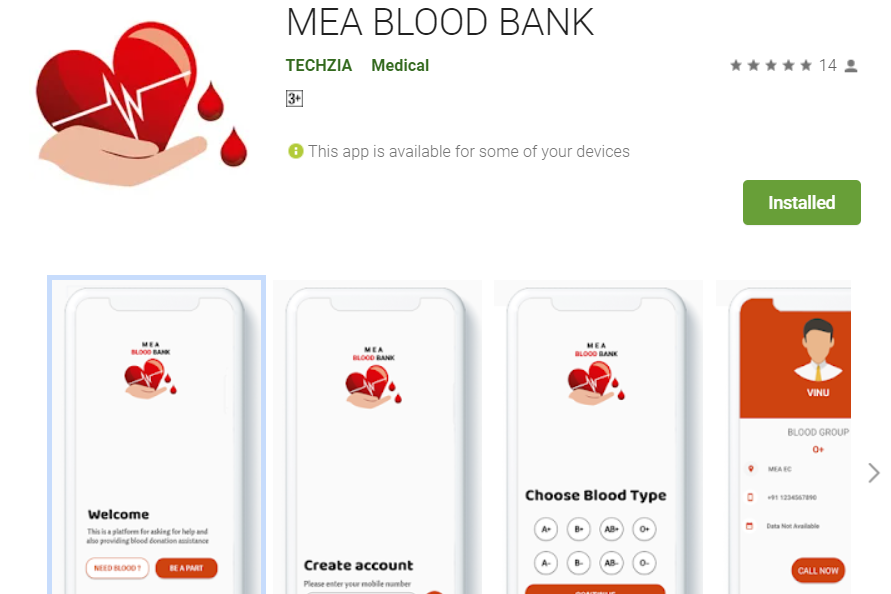 MEA BLOOD BANK
TECHZIA Medical
14
3+
This app is available for some of your devices
Installed
MEA
BLOOD BANK
Welcome
This is a platform for asking for help and
also providing blood donation assistance
NEED BLOOD ?
BE A PART
MEA
BLOOD BANK
Create account
Please enter your mobile number
MEA
BLOOD BANK
Choose Blood Type
A+ B+ AB+ O+
A- B- AB- O-
CONTINUE
VINU
BLOOD GROUP
O+
MEA EC
+91 1234567890
Data Not Available
CALL NOW